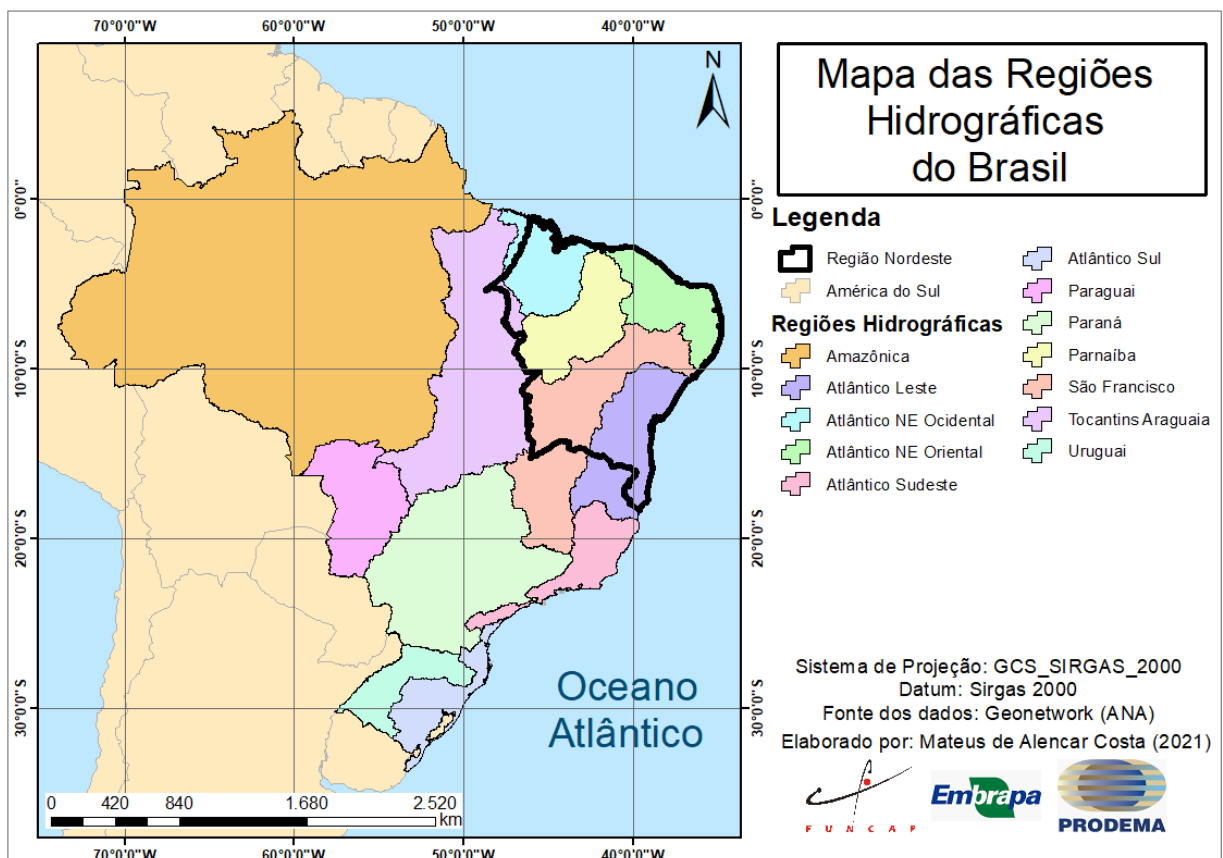 70°0'0"W 60°0'0"W 50°0'0"W 40°0'0"W
N
Mapa das Regiões
Hidrográficas
do Brasil
0°0'0" 0°0'0"
10°0'0"S 10°0'0"S
20°0'0"S 20°0'0"S
30°0'0"S 30°0'0"S
Legenda
Região Nordeste
América do Sul
Regiões Hidrográficas
Amazônica
Atlântico Leste
Atlântico NE Ocidental
Atlântico NE Oriental
Atlântico Sudeste
Atlântico Sul
Paraguai
Paraná
Parnaíba
São Francisco
Tocantins Araguaia
Uruguai
Oceano
Atlântico
Sistema de Projeção: GCS_SIRGAS_2000
Datum: Sirgas 2000
Fonte dos dados: Geonetwork (ANA)
Elaborado por: Mateus de Alencar Costa (2021)
FUNCAP
Embrapa
PRODEMA
0 420 840 1.680 2.520
km
70°0'0"W 60°0'0"W 50°0'0"W 40°0'0"W